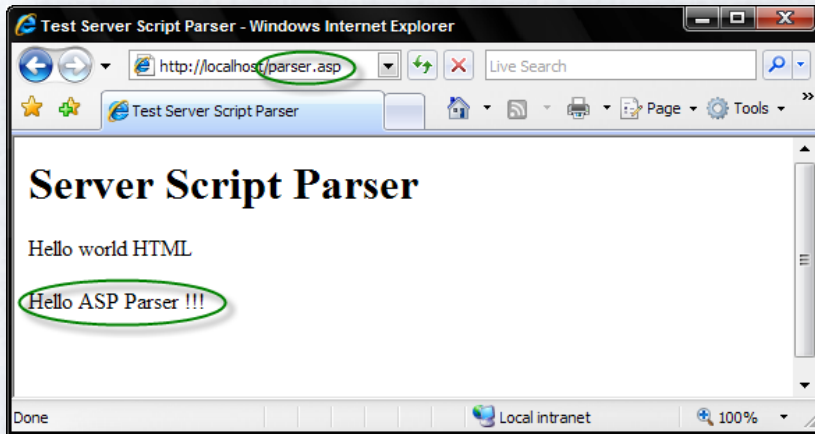 Test Server Script Parser - Windows Internet Explorer
http://localhost/parser.asp
Live Search
Test Server Script Parser
Page
Tools
»
Server Script Parser
Hello world HTML
Hello ASP Parser !!!
Done
Local intranet
100%